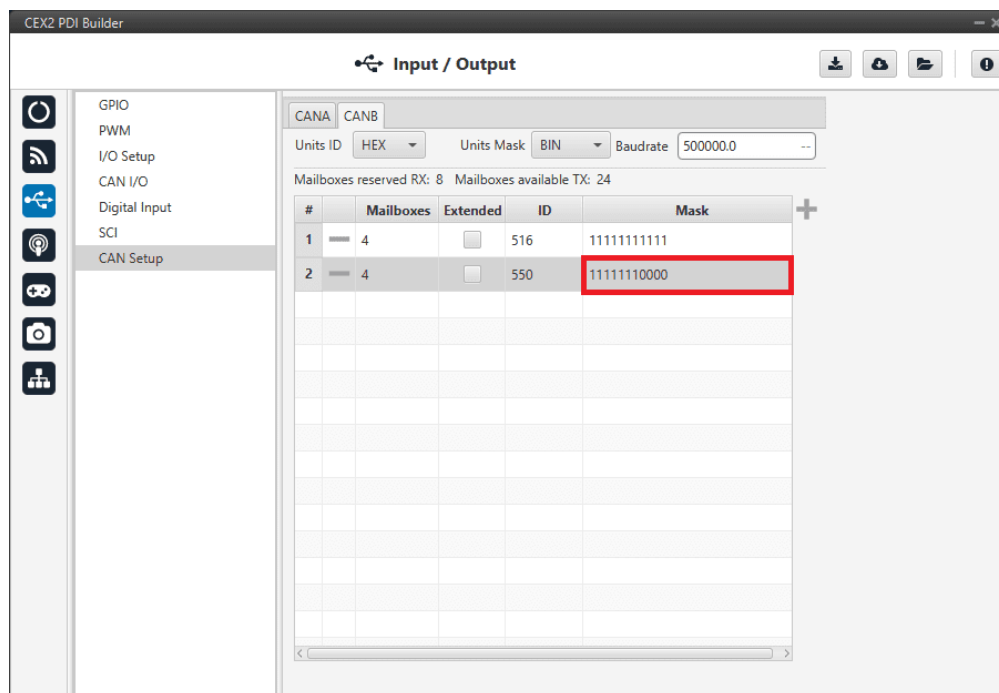 CEX2 PDI Builder
Input / Output
GPIO
PWM
I/O Setup
CAN I/O
Digital Input
SCI
CAN Setup
CANA CANB
Units ID HEX Units Mask BIN Baudrate 500000.0 --
Mailboxes reserved RX: 8 Mailboxes available TX: 24
# Mailboxes Extended ID Mask
1 4 516 11111111111
2 4 550 11111110000